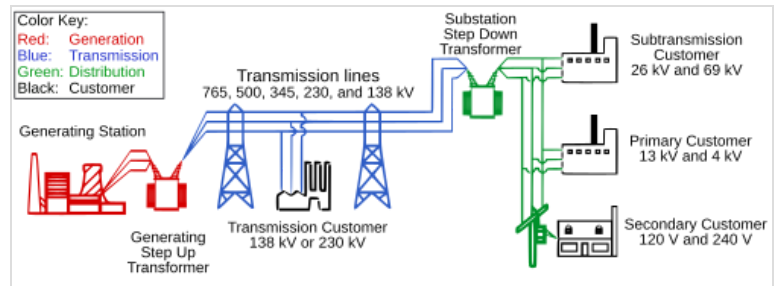 Color Key:
Red: Generation
Blue: Transmission
Green: Distribution
Black: Customer
Substation
Step Down
Transformer
Subtransmission
Customer
26 kV and 69 kV
Transmission lines
765, 500, 345, 230, and 138 kV
Generating Station
Primary Customer
13 kV and 4 kV
Transmission Customer
138 kV or 230 kV
Generating
Step Up
Transformer
Secondary Customer
120 V and 240 V